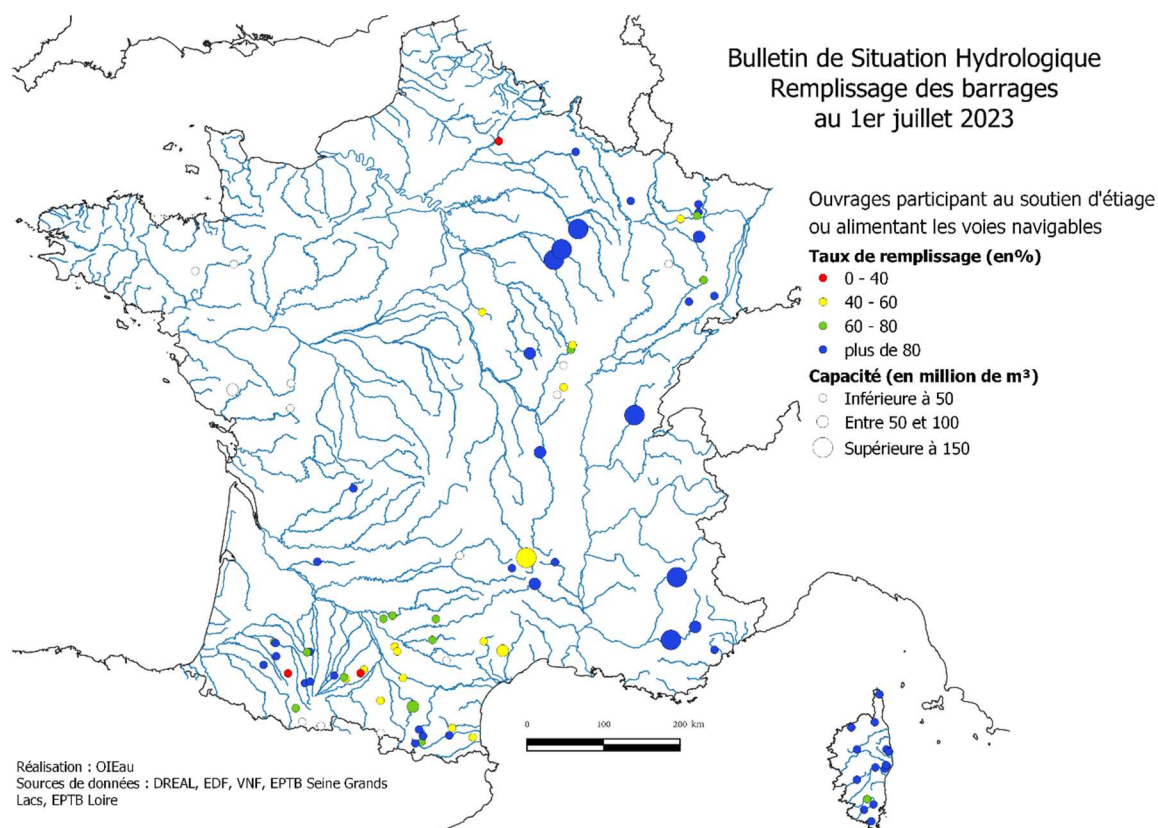 Bulletin de Situation Hydrologique
Remplissage des barrages
au 1er juillet 2023
Ouvrages participant au soutien d'étiage
ou alimentant les voies navigables
Taux de remplissage (en%)
0 - 40
40 - 60
60 - 80
plus de 80
Capacité (en million de m³)
Inférieure à 50
Entre 50 et 100
Supérieure à 150
0 100 200 km
Réalisation : OIEau
Sources de données : DREAL, EDF, VNF, EPTB Seine Grands
Lacs, EPTB Loire